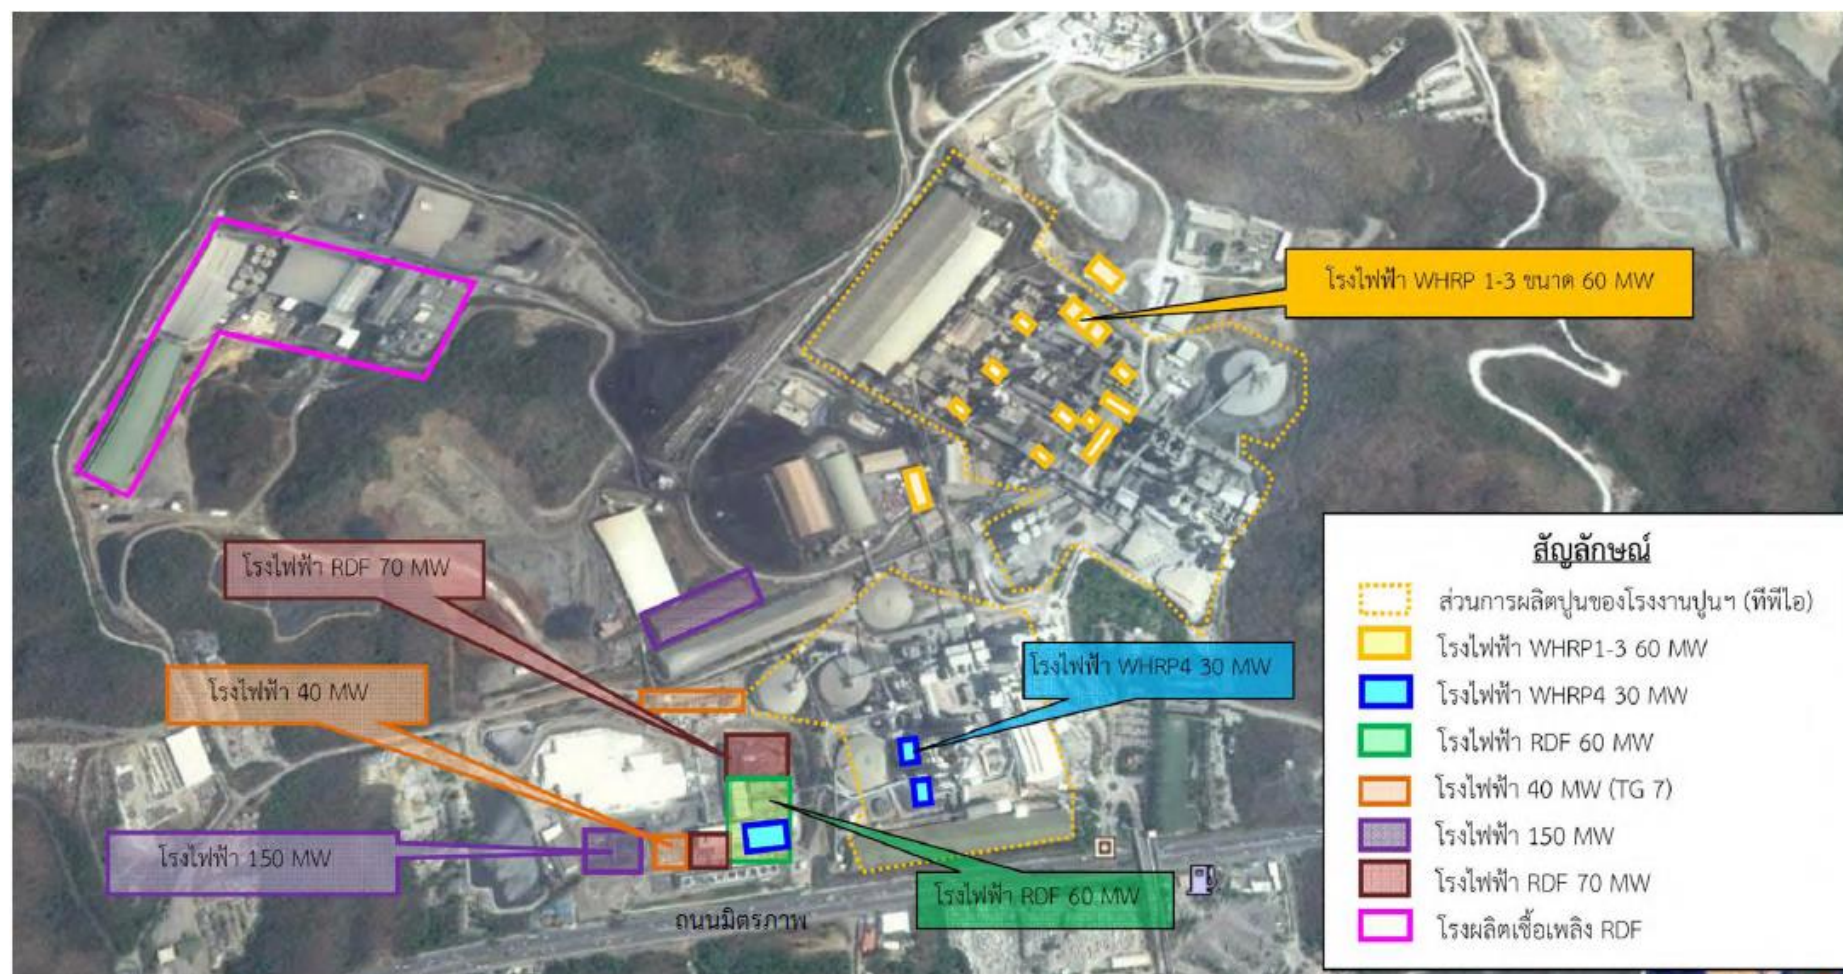 โรงไฟฟ้า WHRP 1-3 ขนาด 60 MW
โรงไฟฟ้า RDF 70 MW
โรงไฟฟ้า WHRP4 30 MW
โรงไฟฟ้า 40 MW
โรงไฟฟ้า 150 MW
โรงไฟฟ้า RDF 60 MW
ถนนมิตรภาพ
สัญลักษณ์
ส่วนการผลิตปูนของโรงงานปูนฯ (ทีพีไอ)
โรงไฟฟ้า WHRP1-3 60 MW
โรงไฟฟ้า WHRP4 30 MW
โรงไฟฟ้า RDF 60 MW
โรงไฟฟ้า 40 MW (TG 7)
โรงไฟฟ้า 150 MW
โรงไฟฟ้า RDF 70 MW
โรงผลิตเชื้อเพลิง RDF